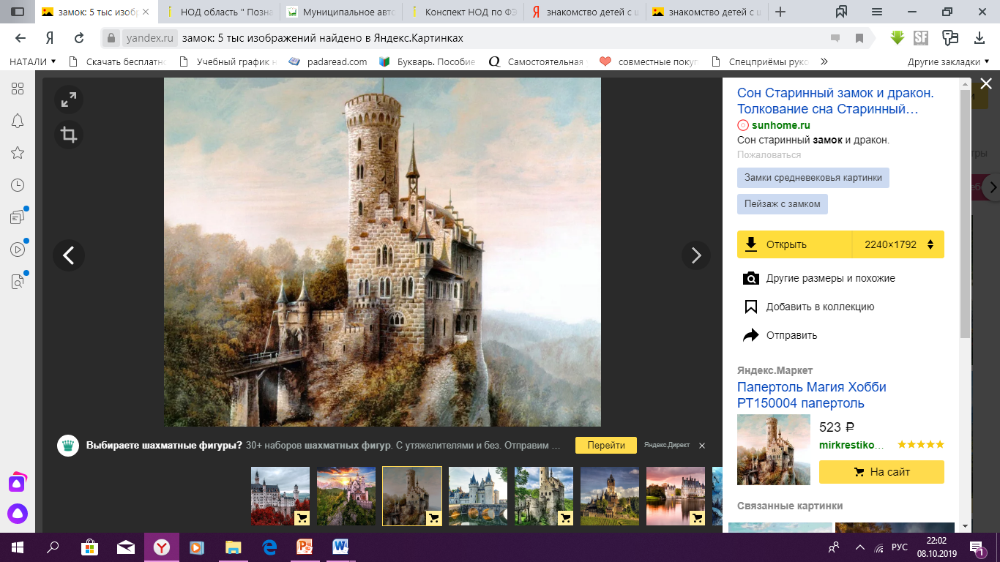 замок: 5 тыс изобр
НОД область " Позна
Муниципальное авто
Конспект НОД по ФЭ
знакомство детей с ш
знакомство детей с ш
yandex.ru замок: 5 тыс изображений найдено в Яндекс.Картинках
НАТАЛИ
Скачать бесплатн
Учебный график н
padaread.com
Букварь. Пособие
Самостоятельная
совместные покуп
Спецприёмы рукс
Другие закладки
Сон Старинный замок и дракон.
Толкование сна Старинный…
sunhome.ru
Сон старинный замок и дракон.
Пожаловаться
Замки средневековья картинки
Пейзаж с замком
Открыть 2240×1792
Другие размеры и похожие
Добавить в коллекцию
Отправить
Яндекс.Маркет
Папертоль Магия Хобби
РТ150004 папертоль
523 ₽
mirkrestiko…
На сайт
Связанные картинки
Выбираете шахматные фигуры? 30+ наборов шахматных фигур. С утяжелителями и без. Отправим …
Перейти
Яндекс.Директ
РУС
22:02
08.10.2019
1